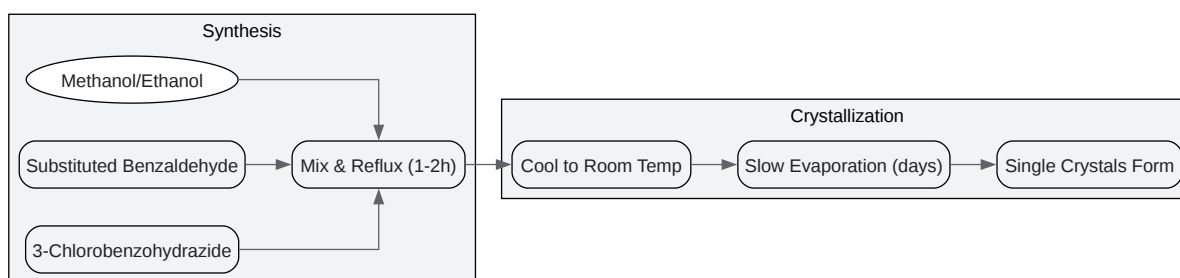 Synthesis
Methanol/Ethanol
Substituted Benzaldehyde
Mix & Reflux (1-2h)
3-Chlorobenzohydrazide
Crystallization
Cool to Room Temp
Slow Evaporation (days)
Single Crystals Form